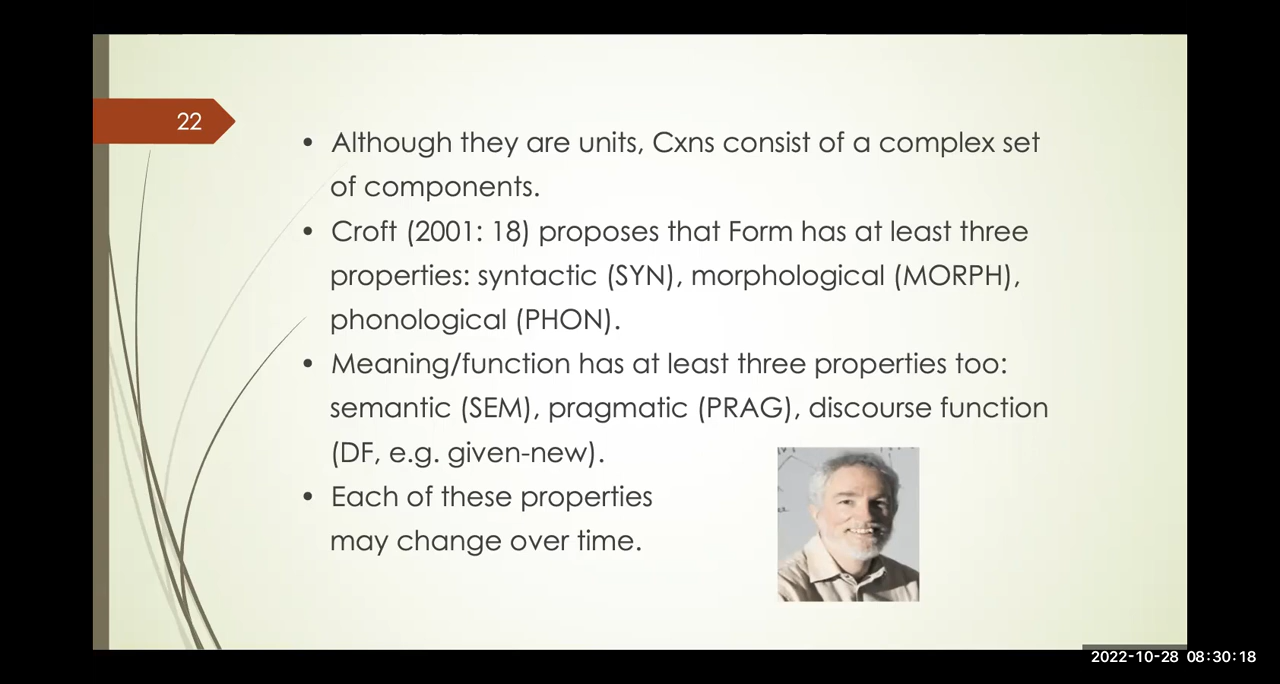 22
• Although they are units, Cxns consist of a complex set
of components.
• Croft (2001: 18) proposes that Form has at least three
properties: syntactic (SYN), morphological (MORPH),
phonological (PHON).
• Meaning/function has at least three properties too:
semantic (SEM), pragmatic (PRAG), discourse function
(DF, e.g. given-new).
• Each of these properties
may change over time.
2022-10-28 08:30:18